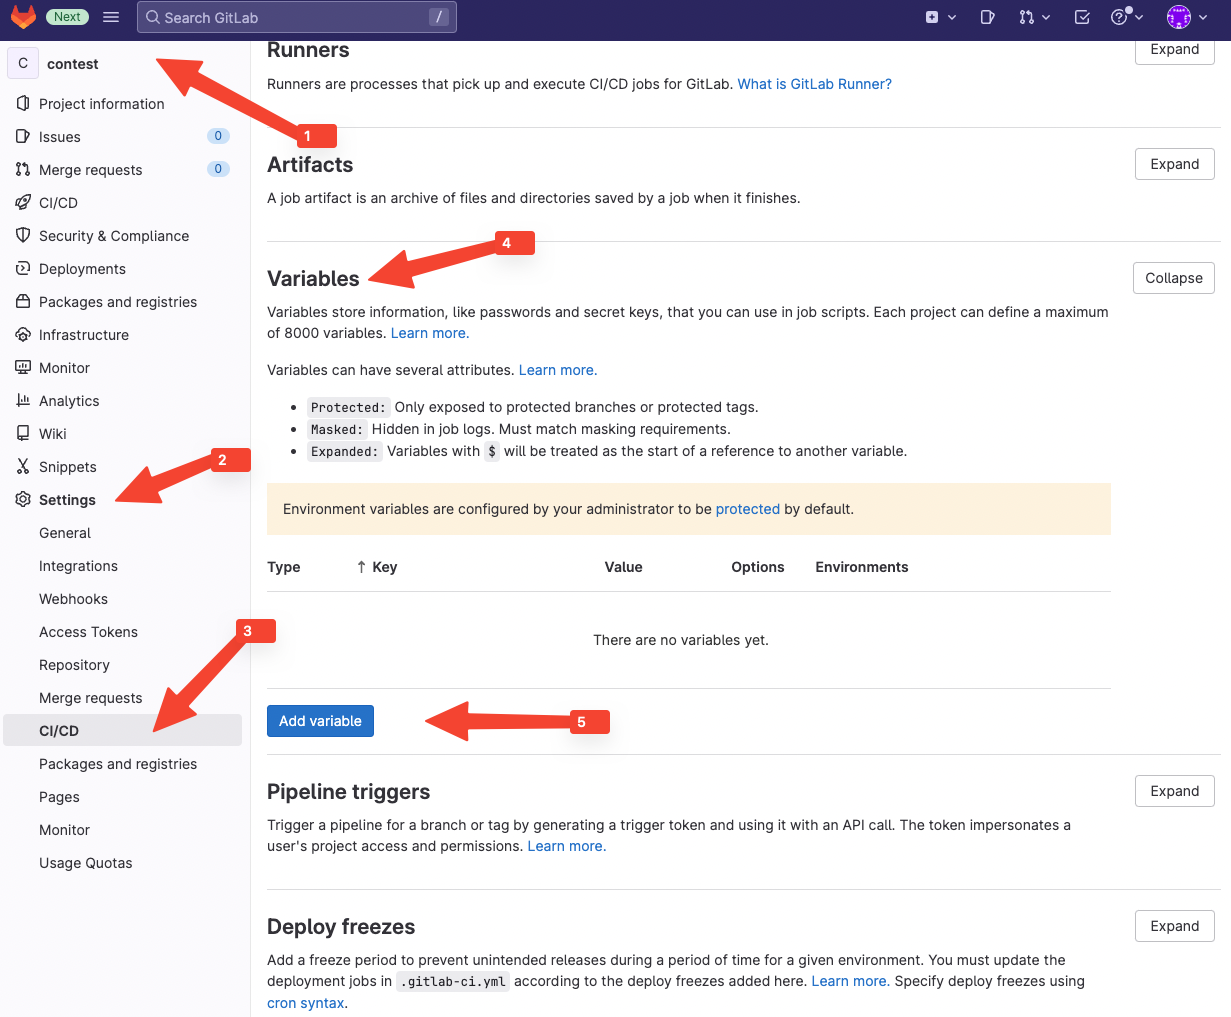 Next
Search GitLab
/
C
contest
Project information
Issues
0
Merge requests
0
CI/CD
Security & Compliance
Deployments
Packages and registries
Infrastructure
Monitor
Analytics
Wiki
Snippets
Settings
General
Integrations
Webhooks
Access Tokens
Repository
Merge requests
CI/CD
Packages and registries
Pages
Monitor
Usage Quotas
1
2
3
Runners
Expand
Runners are processes that pick up and execute CI/CD jobs for GitLab. What is GitLab Runner?
Artifacts
Expand
A job artifact is an archive of files and directories saved by a job when it finishes.
4
Variables
Collapse
Variables store information, like passwords and secret keys, that you can use in job scripts. Each project can define a maximum
of 8000 variables. Learn more.
Variables can have several attributes. Learn more.
Protected: Only exposed to protected branches or protected tags.
Masked: Hidden in job logs. Must match masking requirements.
Expanded: Variables with $ will be treated as the start of a reference to another variable.
Environment variables are configured by your administrator to be protected by default.
Type ↑ Key Value Options Environments
There are no variables yet.
Add variable
5
Pipeline triggers
Expand
Trigger a pipeline for a branch or tag by generating a trigger token and using it with an API call. The token impersonates a
user's project access and permissions. Learn more.
Deploy freezes
Expand
Add a freeze period to prevent unintended releases during a period of time for a given environment. You must update the
deployment jobs in .gitlab-ci.yml according to the deploy freezes added here. Learn more. Specify deploy freezes using
cron syntax.